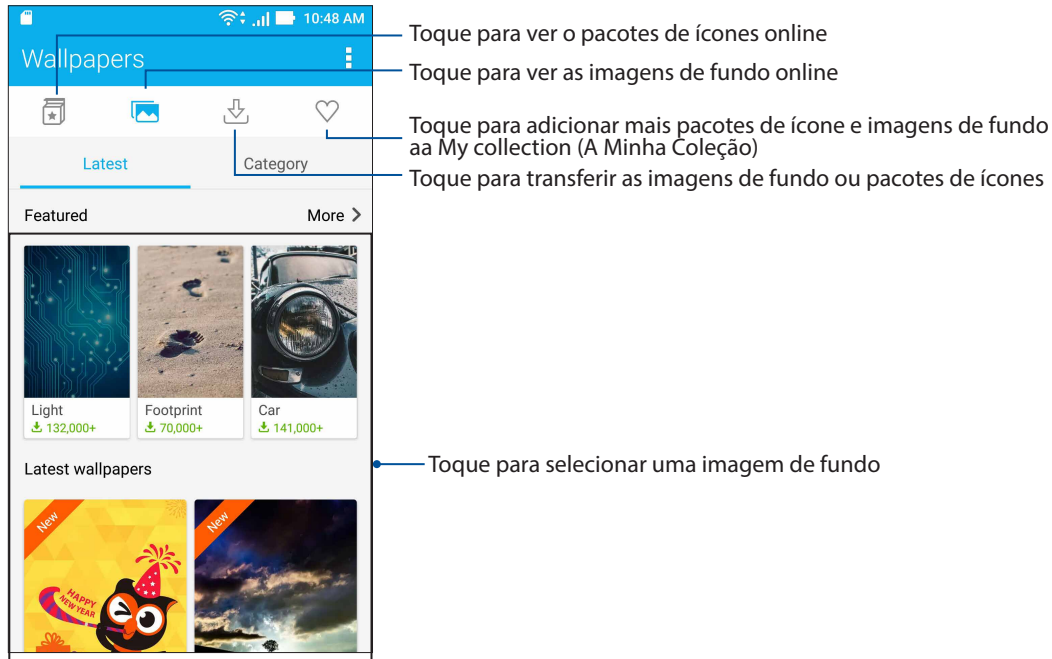 10:48 AM
Wallpapers
Latest
Category
Featured
More
Light
132,000+
Footprint
70,000+
Car
141,000+
Latest wallpapers
New
HAPPY
NEW YEAR
New
Toque para ver o pacotes de ícones online
Toque para ver as imagens de fundo online
Toque para adicionar mais pacotes de ícone e imagens de fundo
aa My collection (A Minha Coleção)
Toque para transferir as imagens de fundo ou pacotes de ícones
Toque para selecionar uma imagem de fundo